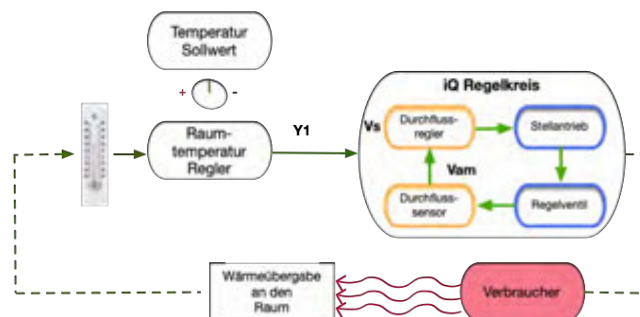 Temperatur
Sollwert
+
-
Raum-
temperatur
Regler
Y1
iQ Regelkreis
Vs
Durchfluss-
regler
Stellantrieb
Vam
Durchfluss-
sensor
Regelventil
Wärmeübergabe
an den
Raum
Verbraucher